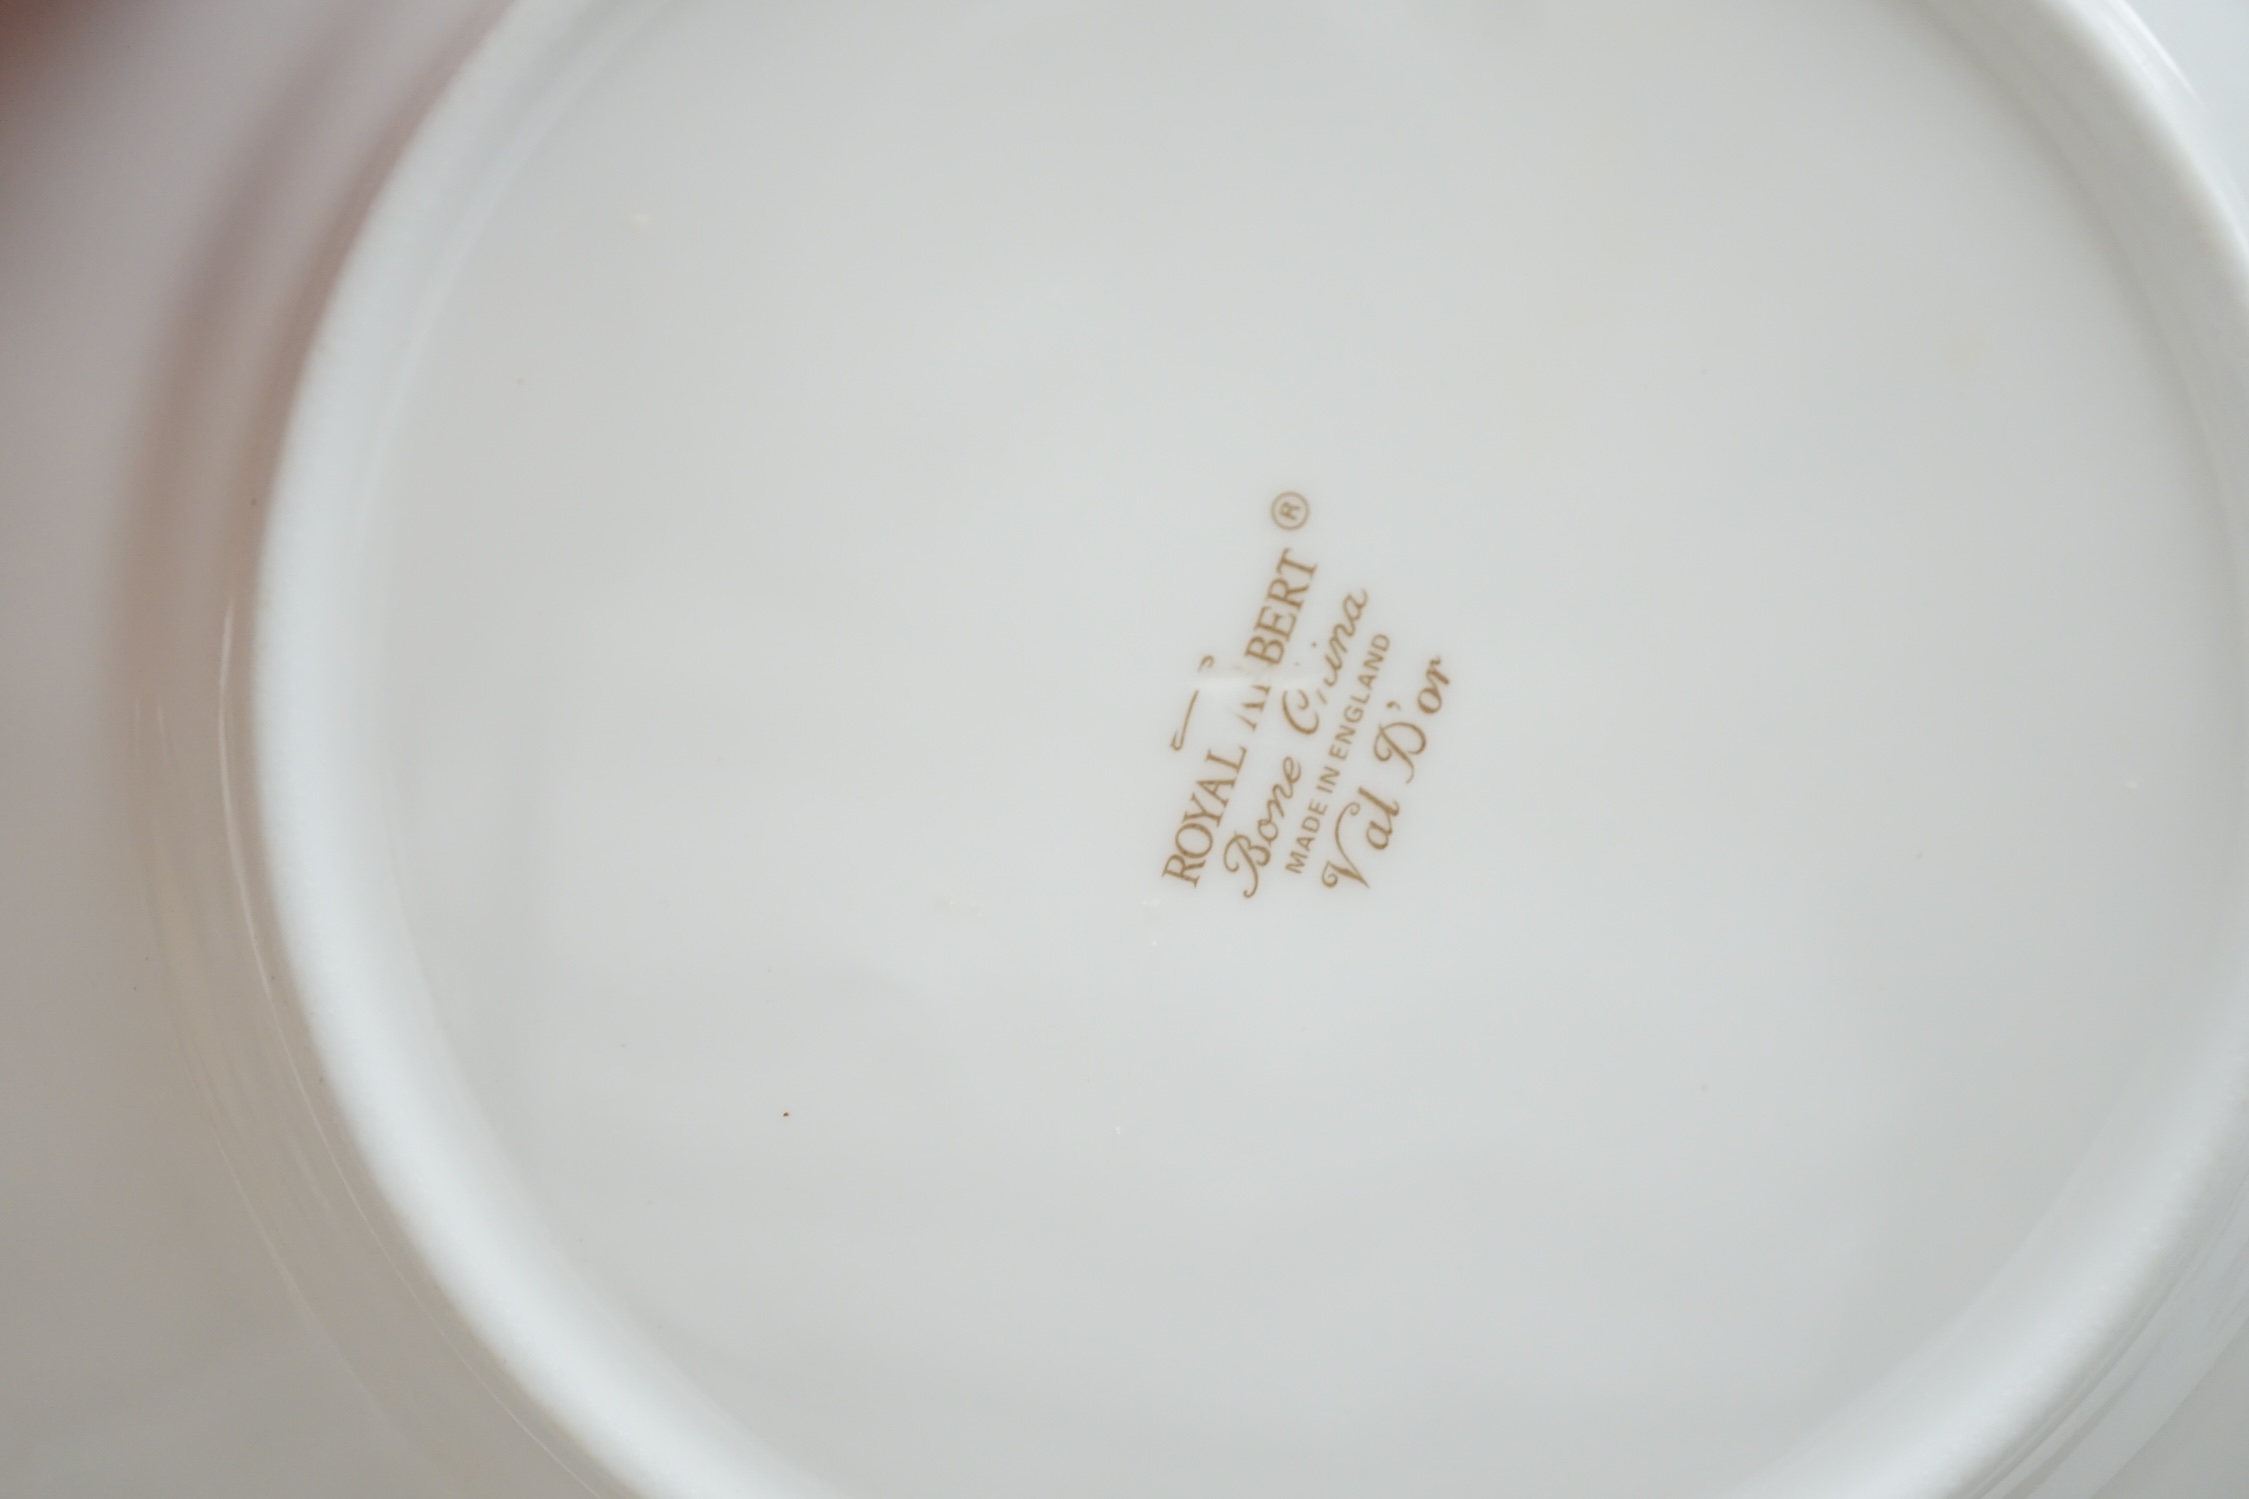 ROYAL ALBERT ®
Bone China
MADE IN ENGLAND
Val D'or